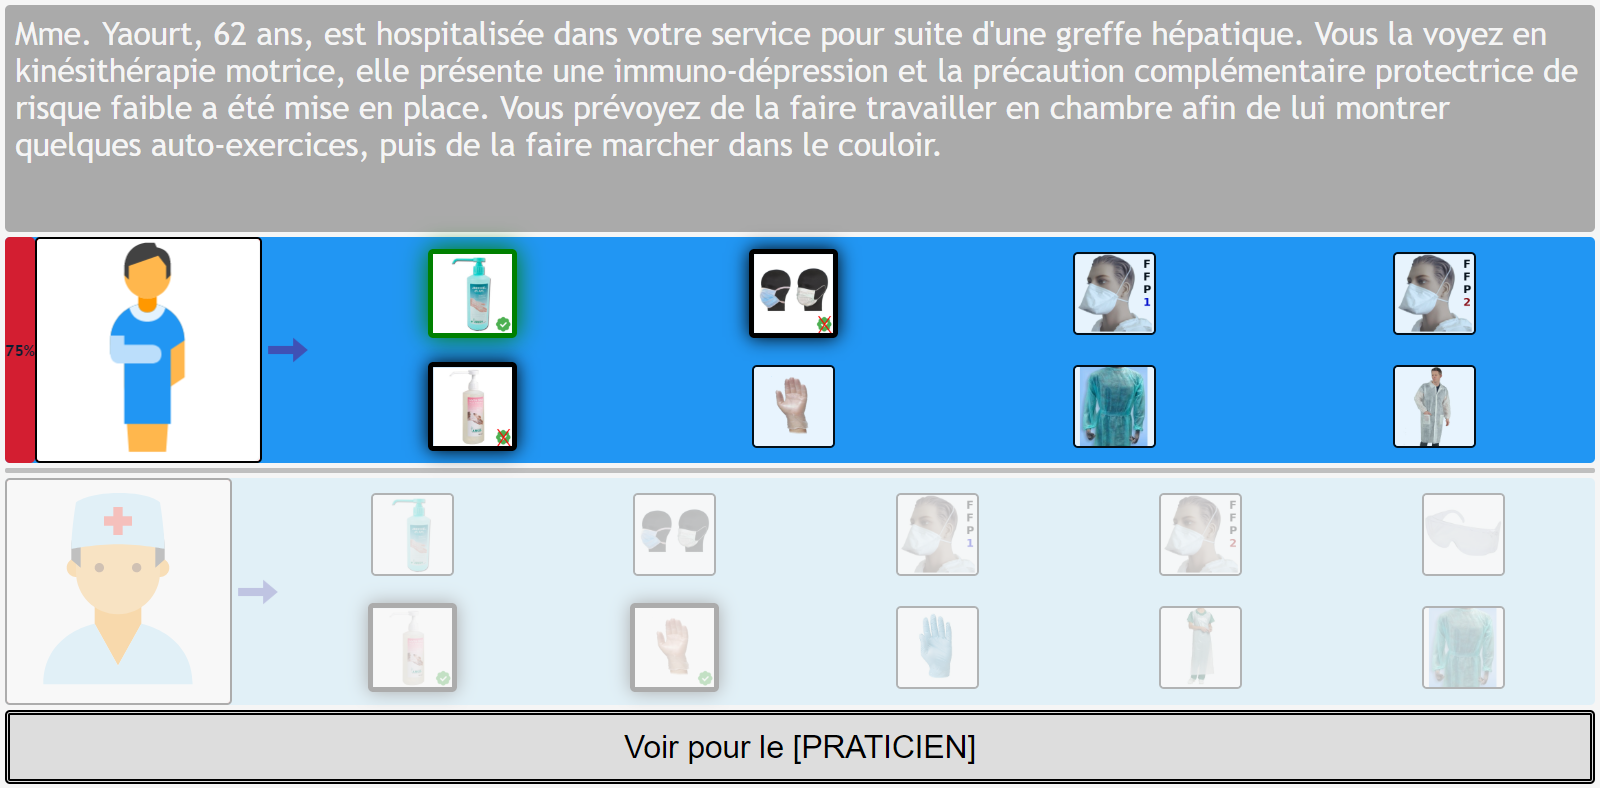 Mme. Yaourt, 62 ans, est hospitalisée dans votre service pour suite d'une greffe hépatique. Vous la voyez en
kinésithérapie motrice, elle présente une immuno-dépression et la précaution complémentaire protectrice de
risque faible a été mise en place. Vous prévoyez de la faire travailler en chambre afin de lui montrer
quelques auto-exercices, puis de la faire marcher dans le couloir.
75%
FFP1
FFP2
FFP1
FFP2
Voir pour le [PRATICIEN]